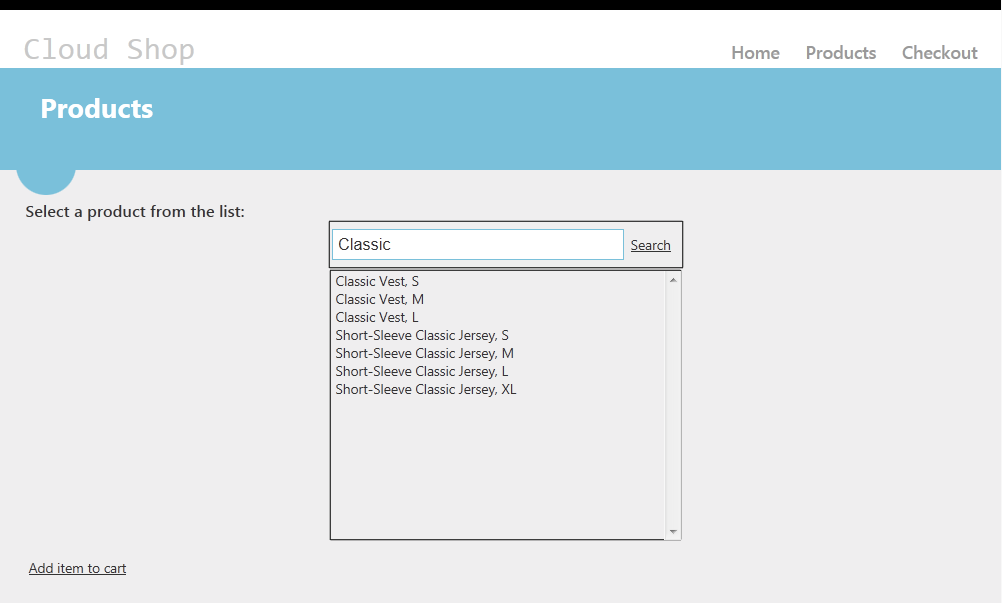 Cloud Shop
Home Products Checkout
Products
Select a product from the list:
Classic Search
Classic Vest, S
Classic Vest, M
Classic Vest, L
Short-Sleeve Classic Jersey, S
Short-Sleeve Classic Jersey, M
Short-Sleeve Classic Jersey, L
Short-Sleeve Classic Jersey, XL
Add item to cart